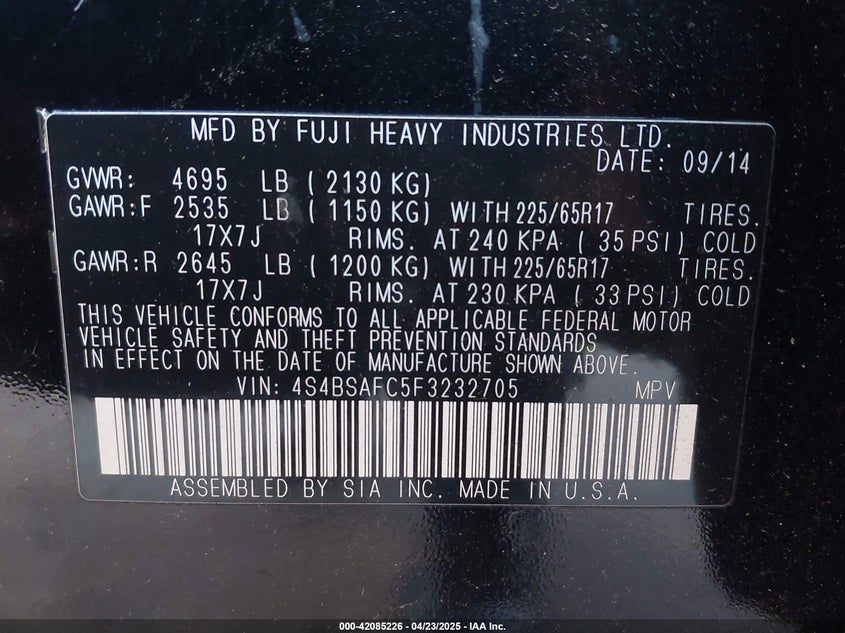 MFD BY FUJI HEAVY INDUSTRIES LTD.
DATE: 09/14
GVWR: 4695 LB ( 2130 KG)
GAWR:F 2535 LB ( 1150 KG) WITH 225/65R17 TIRES.
17X7J RIMS. AT 240 KPA ( 35 PSI) COLD
GAWR:R 2645 LB ( 1200 KG) WITH 225/65R17 TIRES.
17X7J RIMS. AT 230 KPA ( 33 PSI) COLD
THIS VEHICLE CONFORMS TO ALL APPLICABLE FEDERAL MOTOR
VEHICLE SAFETY AND THEFT PREVENTION STANDARDS
IN EFFECT ON THE DATE OF MANUFACTURE SHOWN ABOVE.
VIN: 4S4BSAFC5F3232705 MPV
ASSEMBLED BY SIA INC. MADE IN U.S.A.
000-42085226 - 04/23/2025 - IAA Inc.